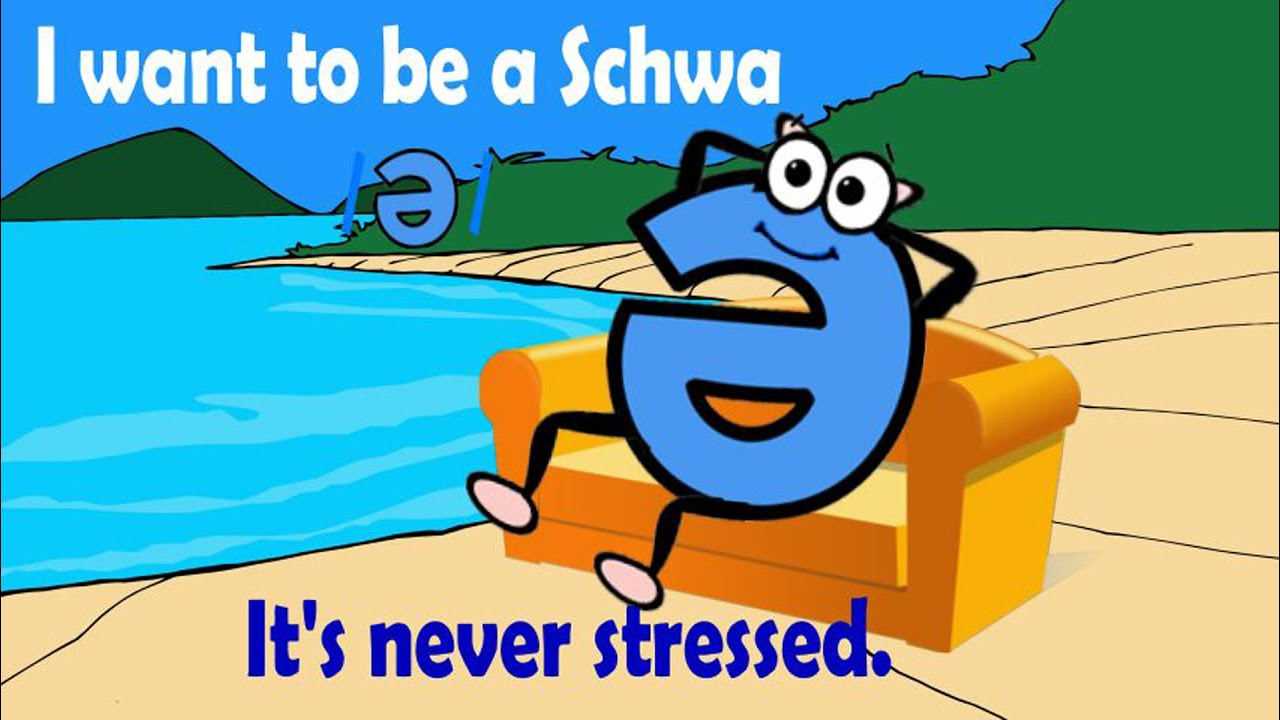 I want to be a Schwa
/ə/
It's never stressed.